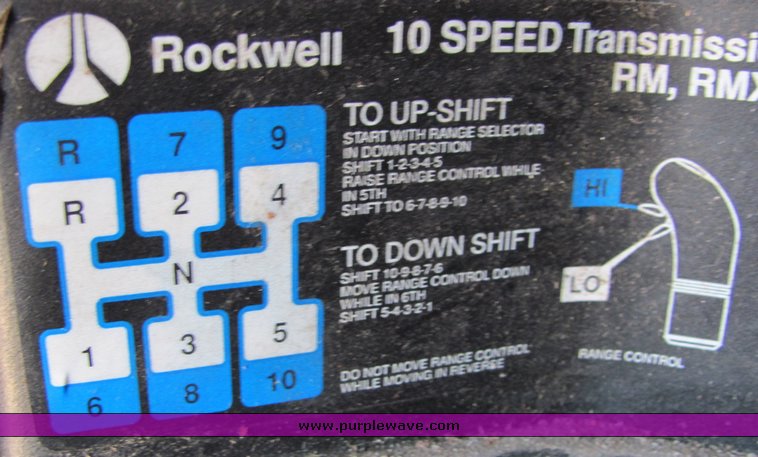 Rockwell
10 SPEED Transmissi
RM, RMX
R 7 9
R 2 4
N
1 3 5
6 8 10
TO UP-SHIFT
START WITH RANGE SELECTOR
IN DOWN POSITION
SHIFT 1-2-3-4-5
RAISE RANGE CONTROL WHILE
IN 5TH
SHIFT TO 6-7-8-9-10
TO DOWN SHIFT
SHIFT 10-9-8-7-6
MOVE RANGE CONTROL DOWN
WHILE IN 6TH
SHIFT 5-4-3-2-1
DO NOT MOVE RANGE CONTROL
WHILE MOVING IN REVERSE
HI
LO
RANGE CONTROL
www.purplewave.com